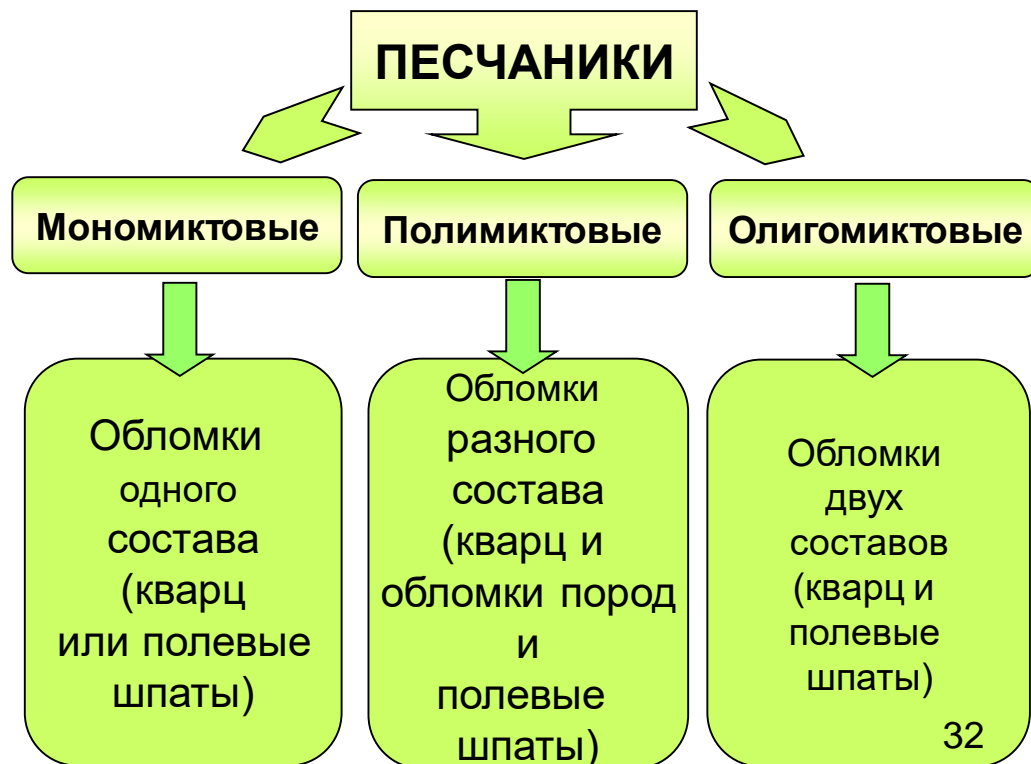 ПЕСЧАНИКИ
Мономиктовые
Полимиктовые
Олигомиктовые
Обломки
одного
состава
(кварц
или полевые
шпаты)
Обломки
разного
состава
(кварц и
обломки пород
и
полевые
шпаты)
Обломки
двух
составов
(кварц и
полевые
шпаты)
32